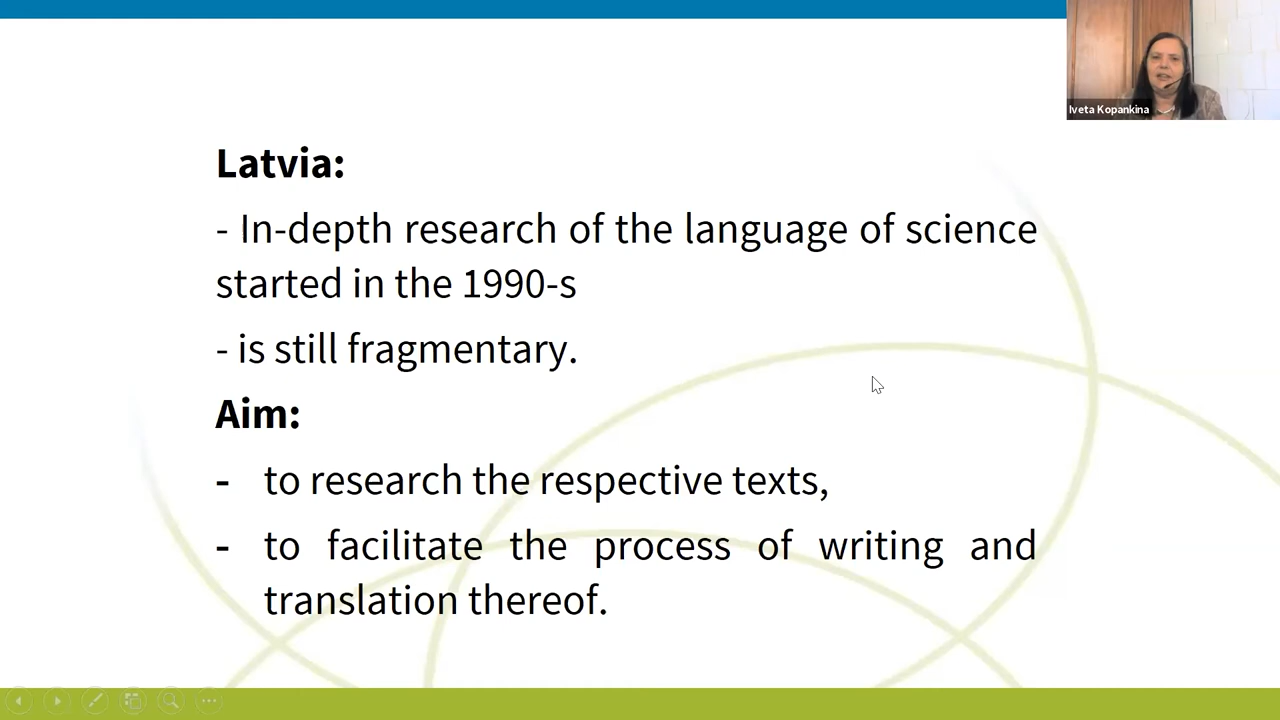 Iveta Kopankina
Latvia:
- In-depth research of the language of science
started in the 1990-s
- is still fragmentary.
Aim:
- to research the respective texts,
- to facilitate the process of writing and
translation thereof.